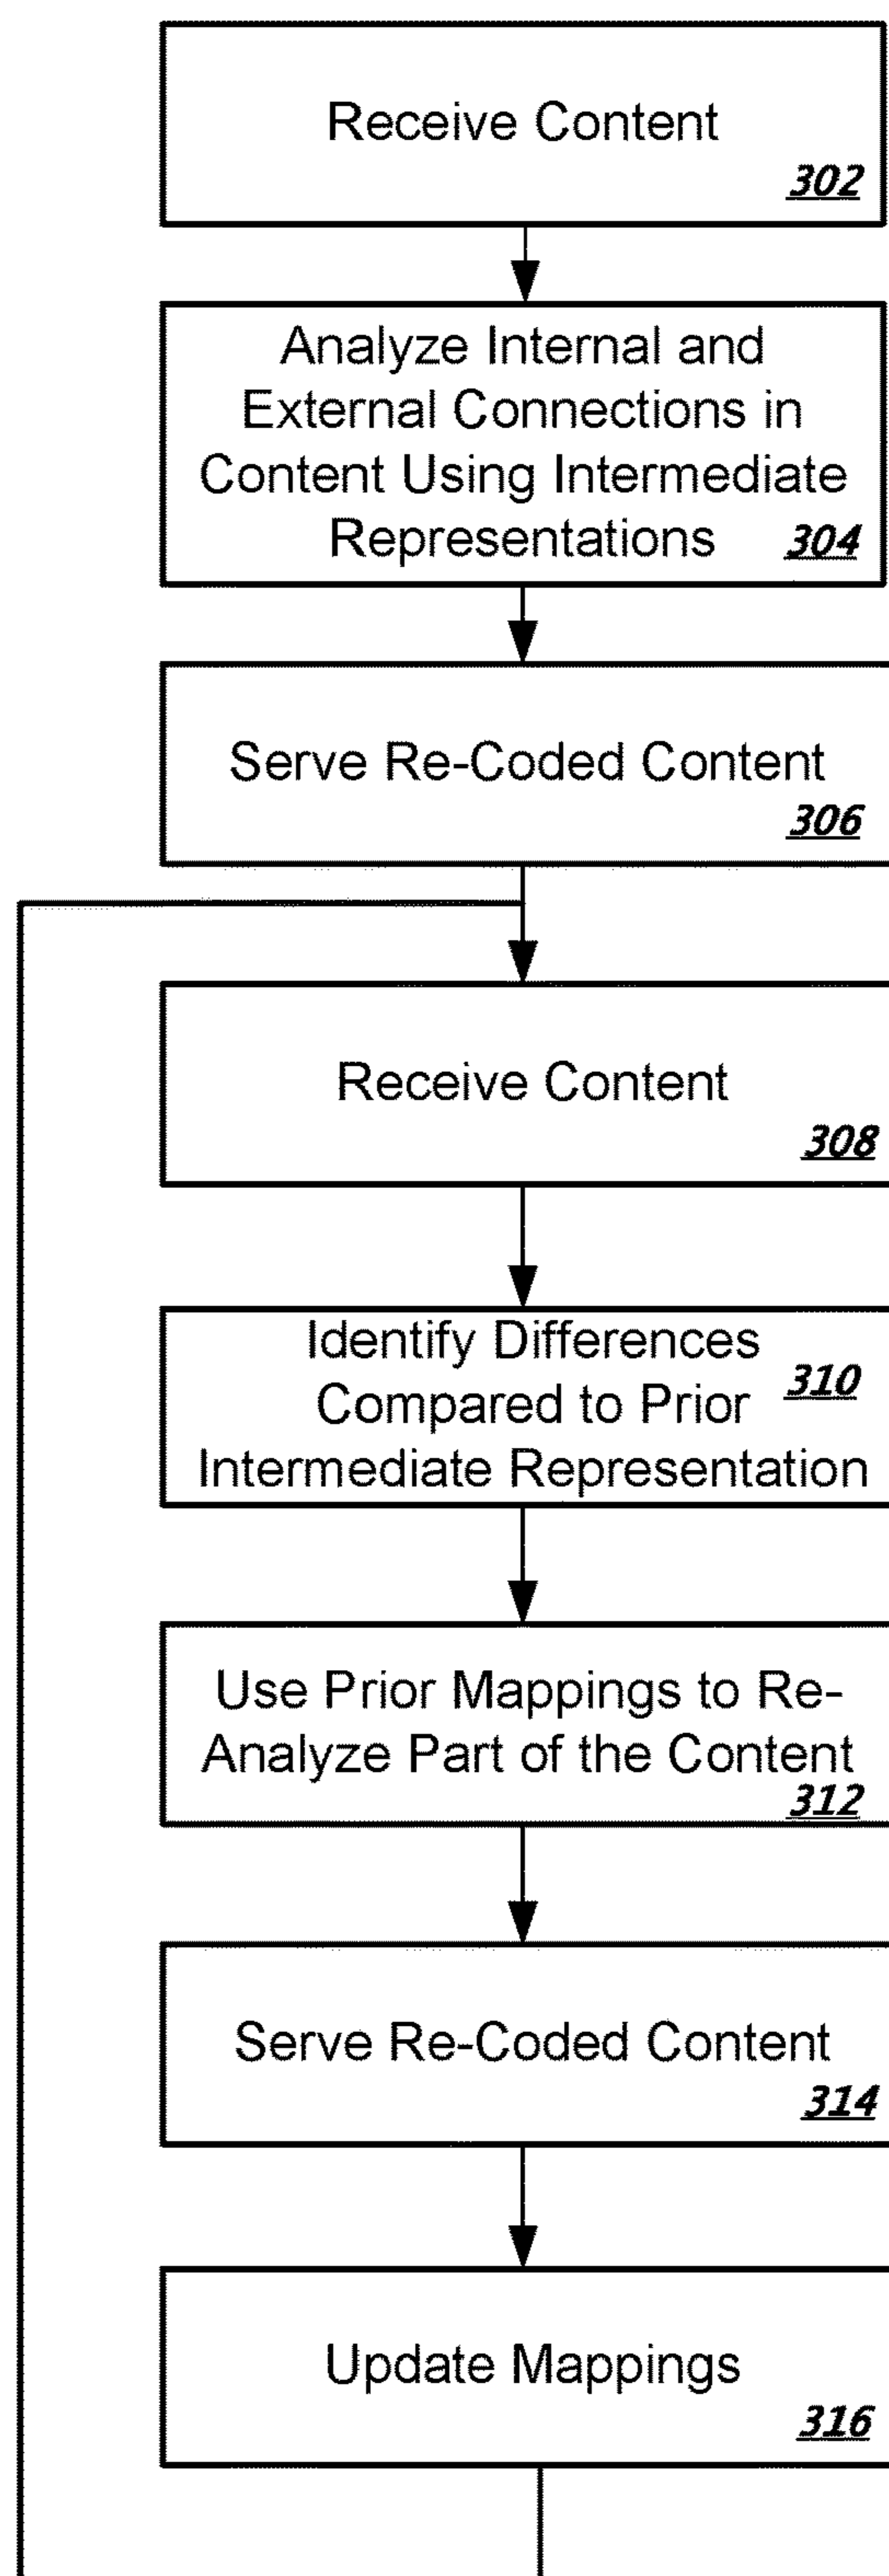 Receive Content
302
Analyze Internal and
External Connections in
Content Using Intermediate
Representations 304
Serve Re-Coded Content
306
Receive Content
308
Identify Differences
310
Compared to Prior
Intermediate Representation
Use Prior Mappings to Re-
Analyze Part of the Content
312
Serve Re-Coded Content
314
Update Mappings
316